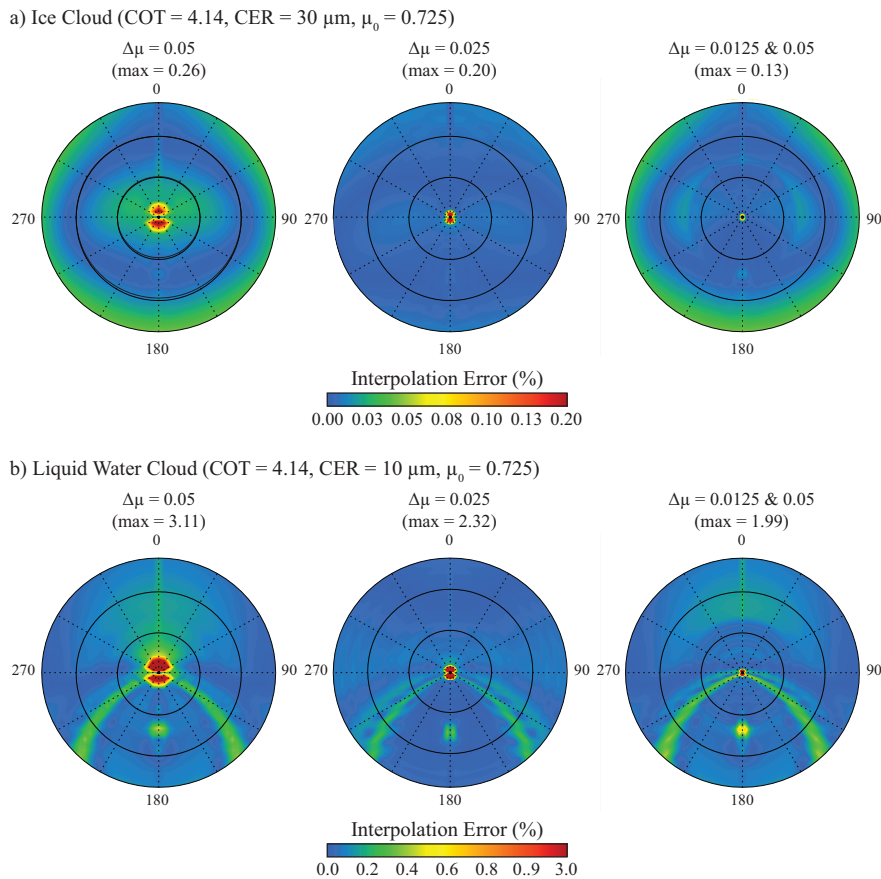 a) Ice Cloud (COT = 4.14, CER = 30 µm, μ0 = 0.725)
Δμ = 0.05 Δμ = 0.025 Δμ = 0.0125 & 0.05
(max = 0.26) (max = 0.20) (max = 0.13)
0 0 0
270 90 270 90 270 90
180 180 180
Interpolation Error (%)
0.00 0.03 0.05 0.08 0.10 0.13 0.20
b) Liquid Water Cloud (COT = 4.14, CER = 10 µm, μ0 = 0.725)
Δμ = 0.05 Δμ = 0.025 Δμ = 0.0125 & 0.05
(max = 3.11) (max = 2.32) (max = 1.99)
0 0 0
270 90 270 90 270 90
180 180 180
Interpolation Error (%)
0.0 0.2 0.4 0.6 0.8 0..9 3.0